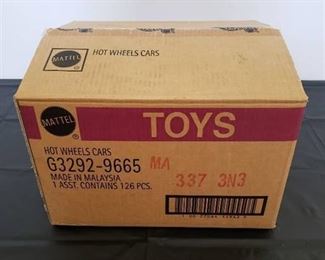 MATTEL
®
HOT WHEELS CARS
MATTEL
®
TOYS
HOT WHEELS CARS
G3292-9665 MA
337 3N3
MADE IN MALAYSIA
1 ASST. CONTAINS 126 PCS.